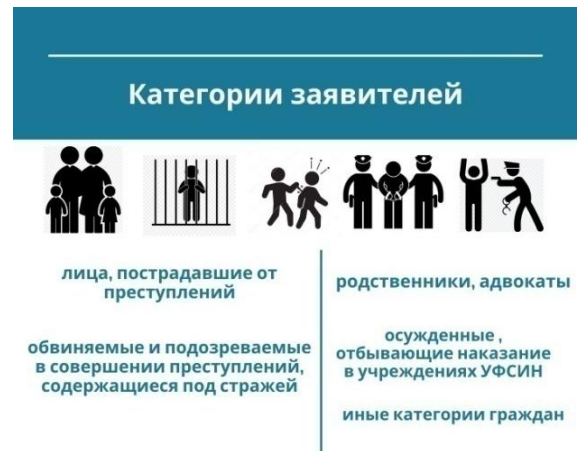 Категории заявителей
лица, пострадавшие от
преступлений
обвиняемые и подозреваемые
в совершении преступлений,
содержащиеся под стражей
родственники, адвокаты
осужденные ,
отбывающие наказание
в учреждениях УФСИН
иные категории граждан